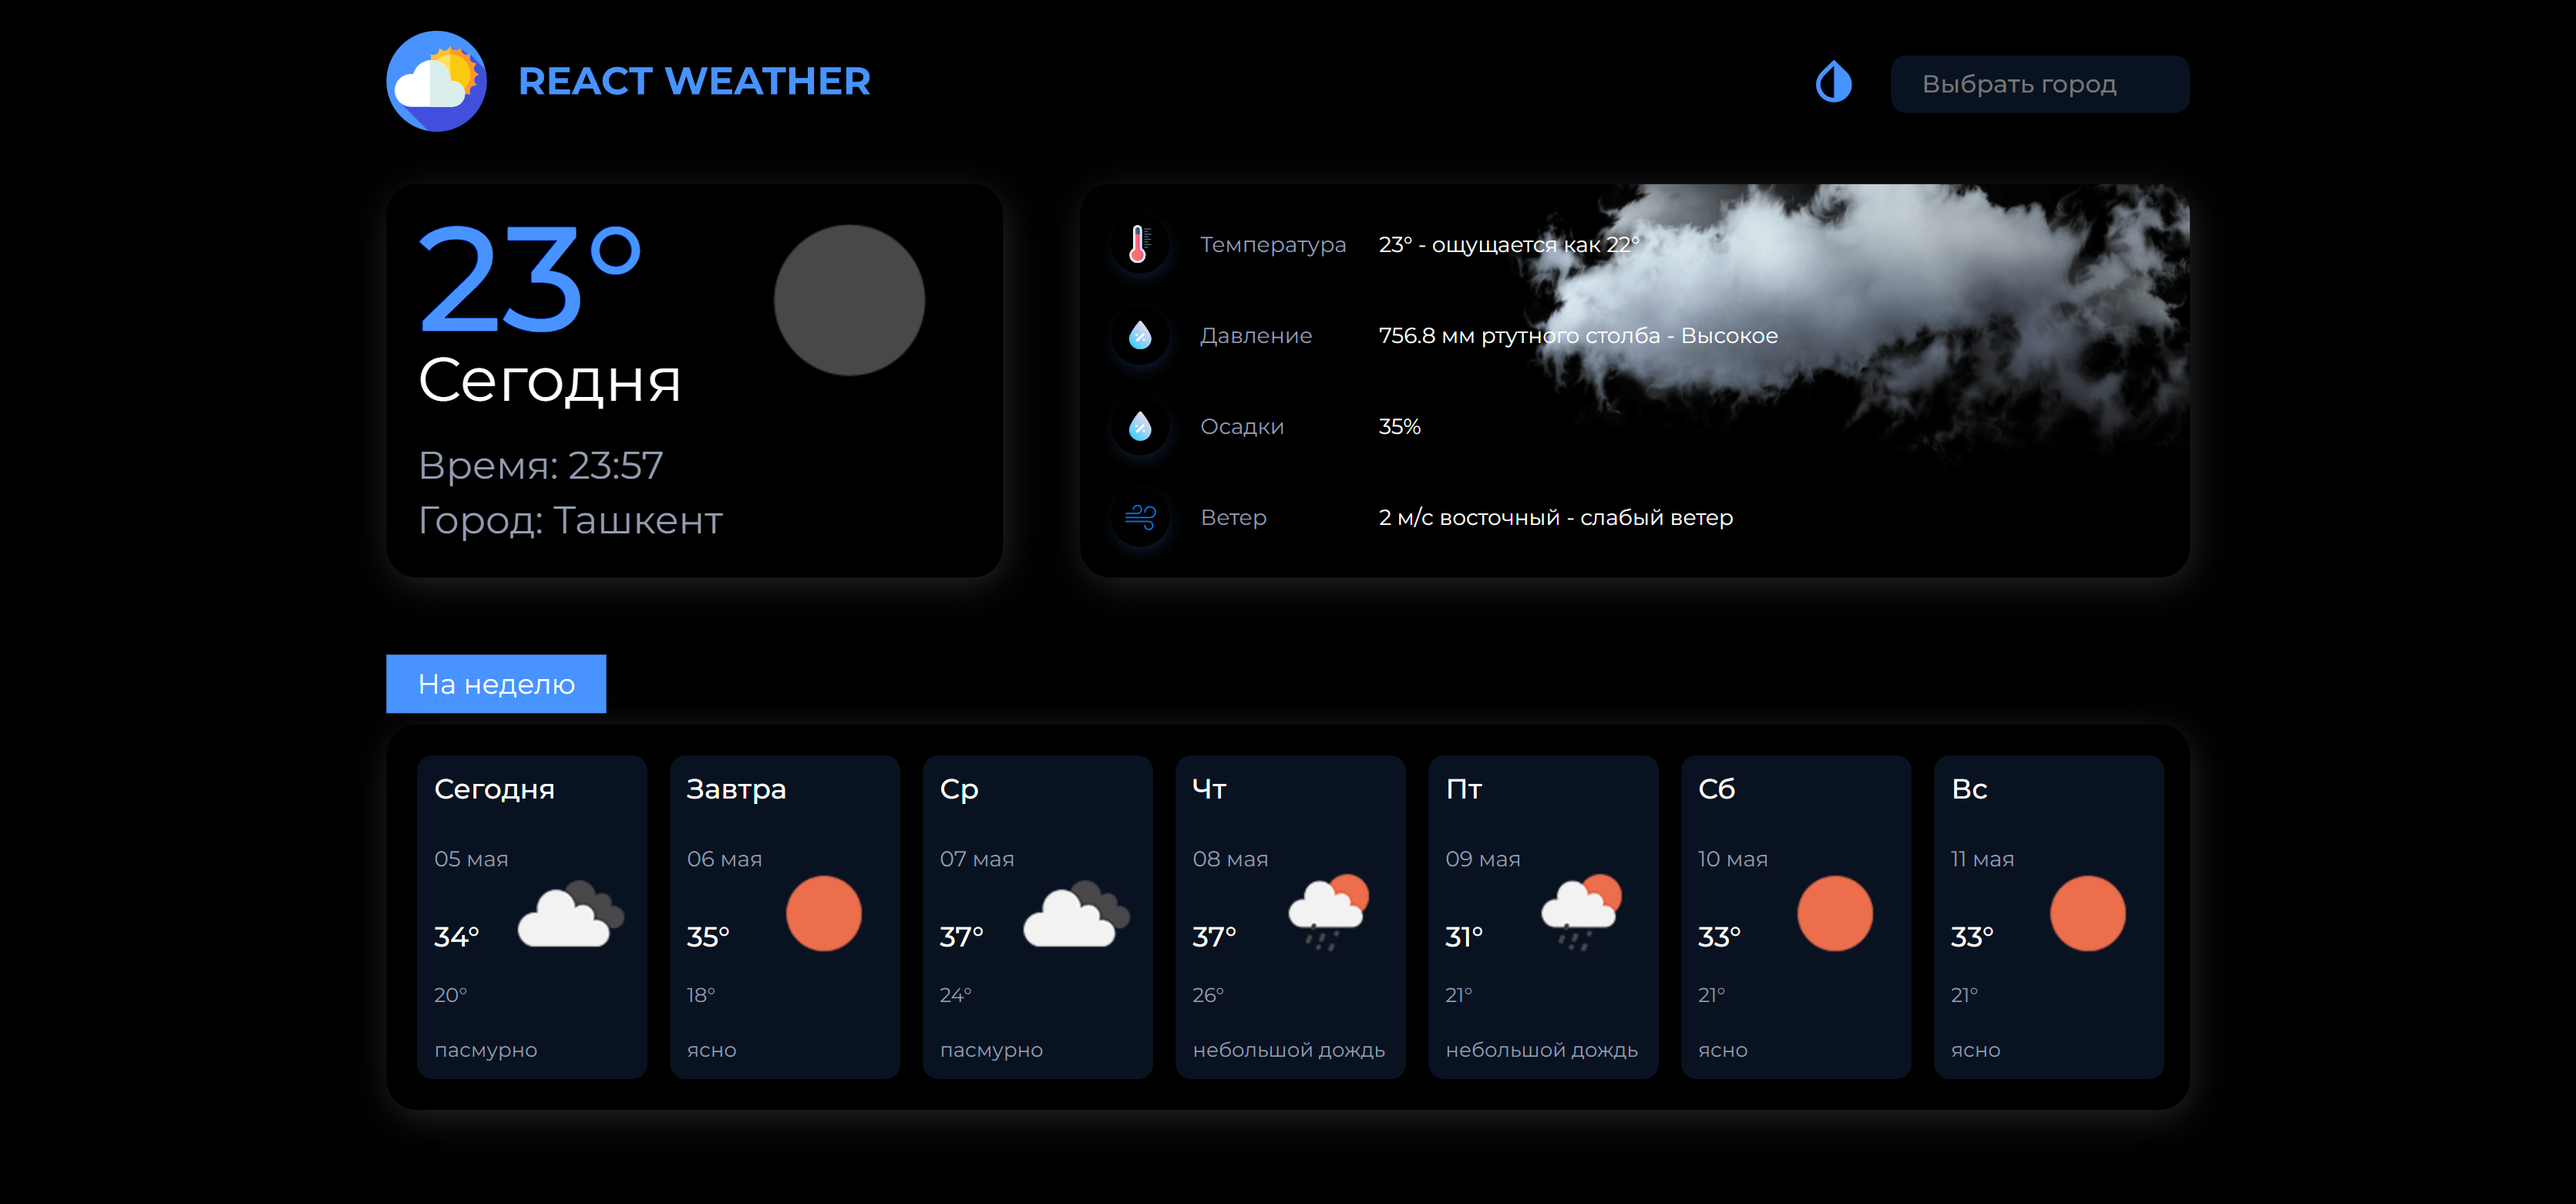 REACT WEATHER
Выбрать город
23°
Сегодня
Время: 23:57
Город: Ташкент
Температура 23° - ощущается как 22°
Давление 756.8 мм ртутного столба - Высокое
Осадки 35%
Ветер 2 м/с восточный - слабый ветер
На неделю
Сегодня
05 мая
34°
20°
пасмурно
Завтра
06 мая
35°
18°
ясно
Ср
07 мая
37°
24°
пасмурно
Чт
08 мая
37°
26°
небольшой дождь
Пт
09 мая
31°
21°
небольшой дождь
Сб
10 мая
33°
21°
ясно
Вс
11 мая
33°
21°
ясно